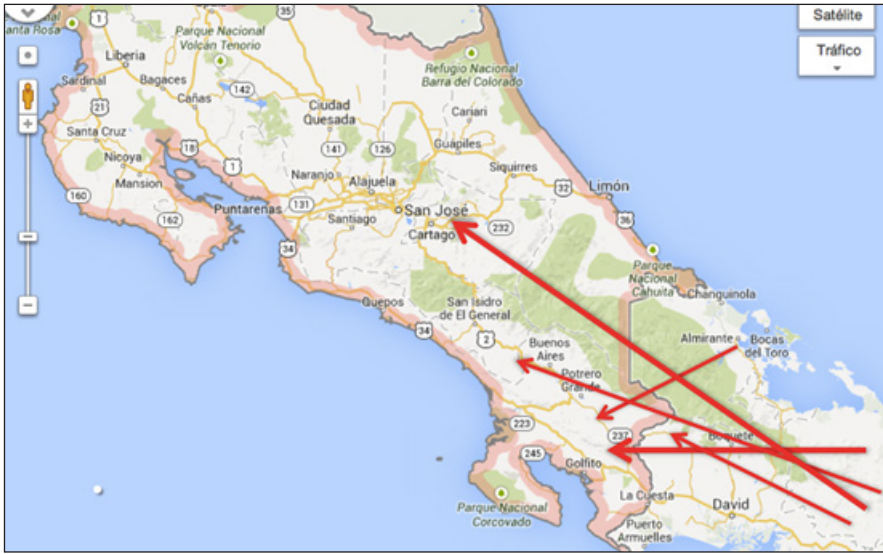 Satélite
Tráfico
anta Rosa
1
35
Parque Nacional
Volcán Tenorio
Liberia
Refugio Nacional
Barra del Colorado
Sardinal
Bagaces
Cañas
142
21
Ciudad
Quesada
Cariari
Santa Cruz
18
141
126
Guapiles
Nicoya
1
Siquirres
Mansion
Naranjo
Alajuela
32
Limón
160
Puntarenas
131
San José
162
Santiago
Cartago
232
36
34
Parque
Nacional
Cahuita
Changuinola
Quepos
San Isidro
de El General
34
2
Almirante
Bocas
del Toro
Buenos
Aires
Potrero
Grande
223
237
Boquete
245
Golfito
La Cuesta
David
Parque Nacional
Corcovado
Puerto
Armuelles